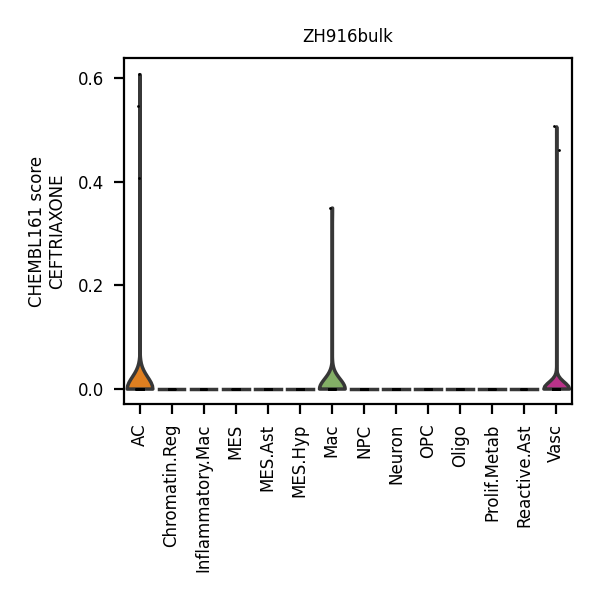 ZH916bulk
CHEMBL161 score
CEFTRIAXONE
0.6
0.4
0.2
0.0
AC
Chromatin.Reg
Inflammatory.Mac
MES
MES.Ast
MES.Hyp
Mac
NPC
Neuron
OPC
Oligo
Prolif.Metab
Reactive.Ast
Vasc